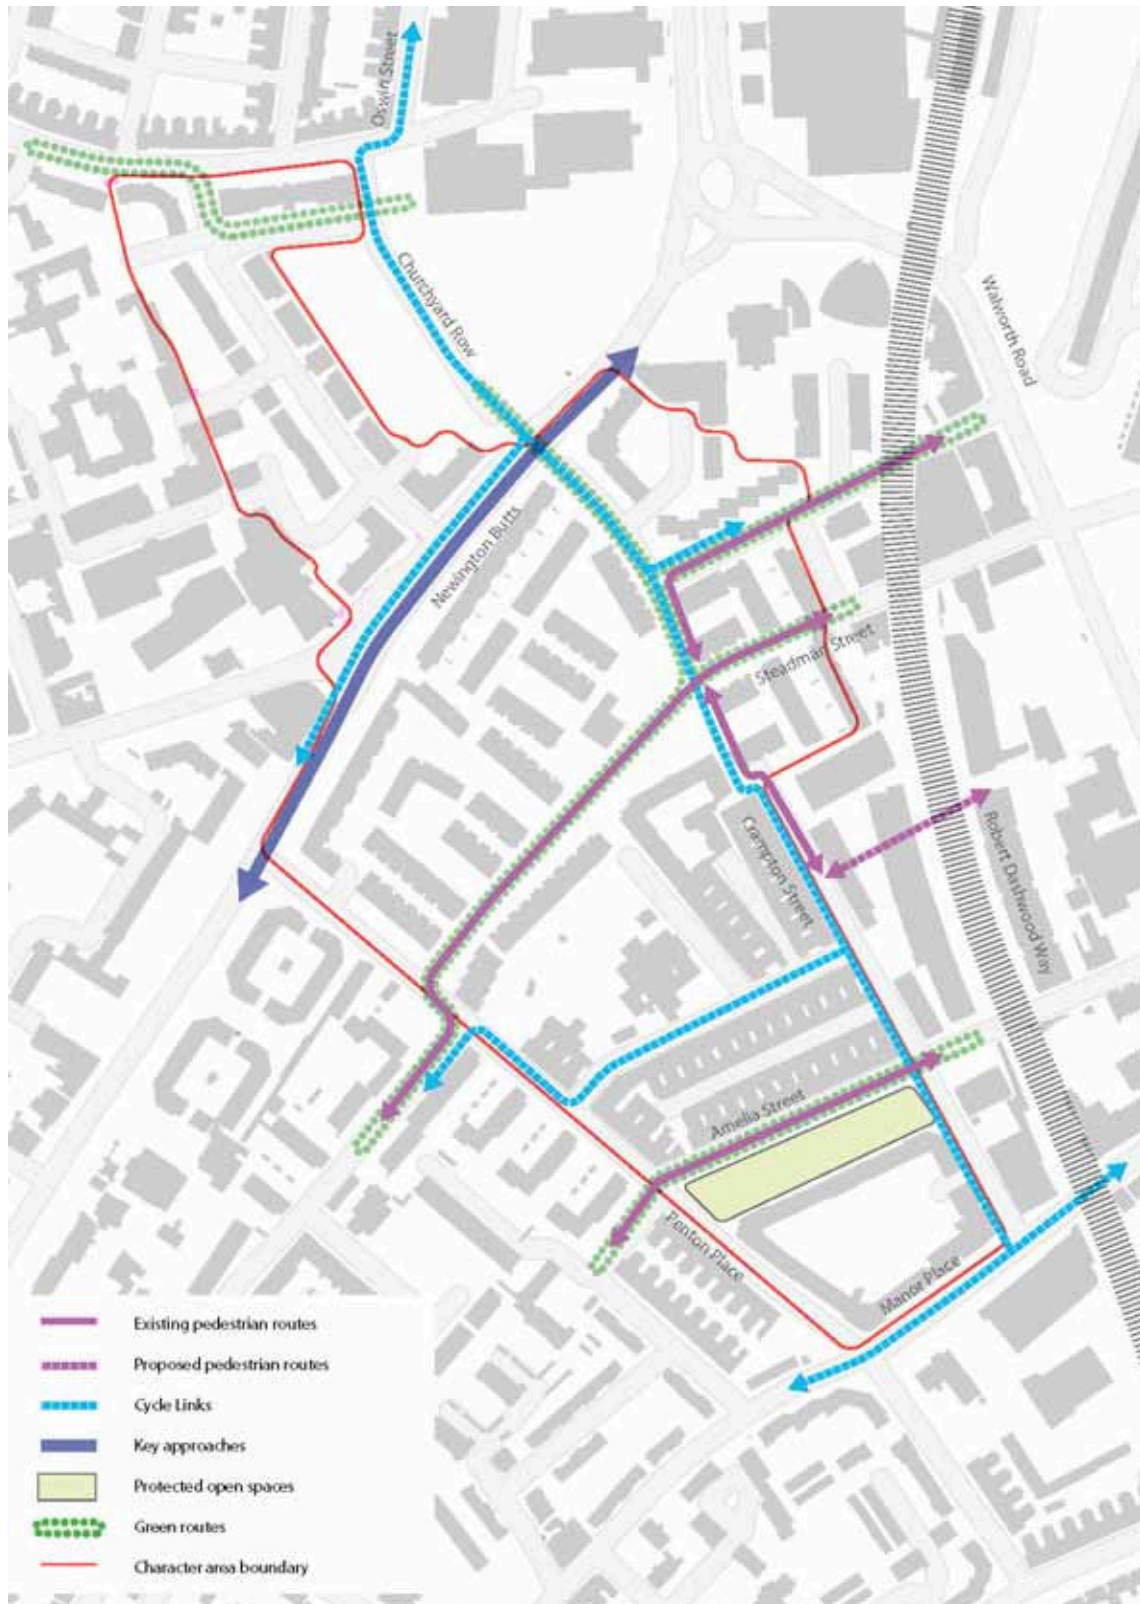 Oswin Street
Churchyard Row
Walworth Road
Newington Butts
Steadman Street
Crampton Street
Robert Dashwood Way
Amelia Street
Penton Place
Manor Place
Existing pedestrian routes
Proposed pedestrian routes
Cycle Links
Key approaches
Protected open spaces
Green routes
Character area boundary